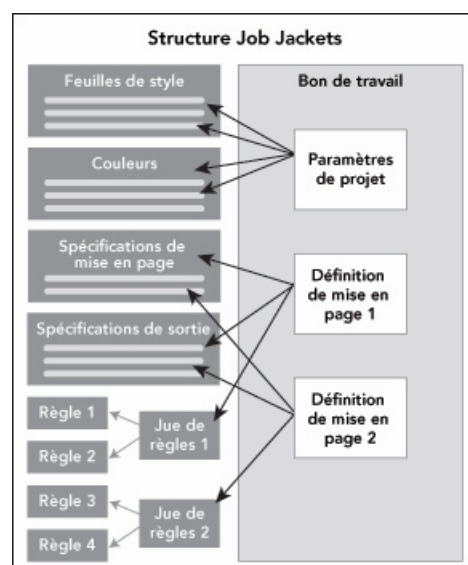 Structure Job Jackets
Feuilles de style
Couleurs
Spécifications de
mise en page
Spécifications de sortie
Règle 1
Règle 2
Jue de
règles 1
Règle 3
Règle 4
Jue de
règles 2
Bon de travail
Paramètres
de projet
Définition
de mise en
page 1
Définition
de mise en
page 2